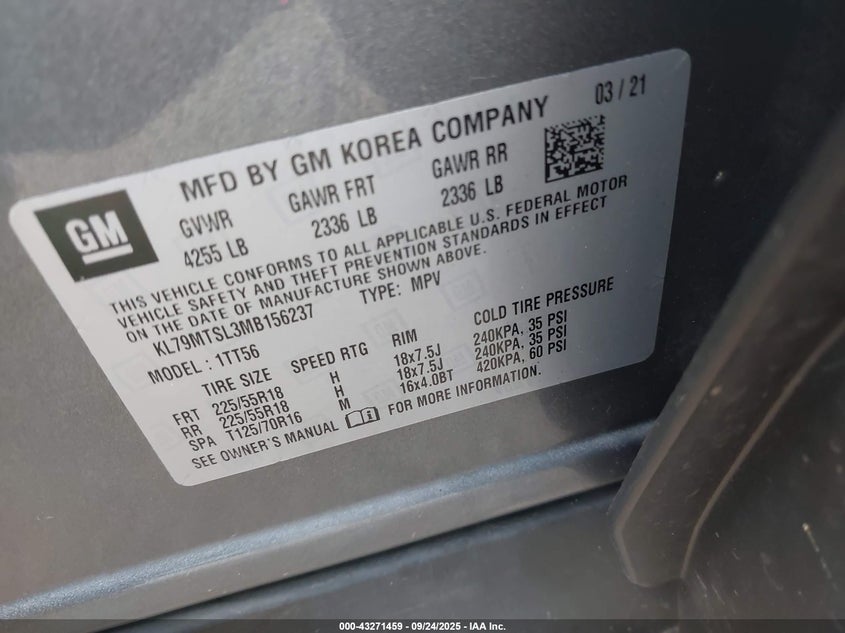 MFD BY GM KOREA COMPANY 03 / 21
GM
GVWR GAWR FRT GAWR RR
4255 LB 2336 LB 2336 LB
THIS VEHICLE CONFORMS TO ALL APPLICABLE U.S. FEDERAL MOTOR
VEHICLE SAFETY AND THEFT PREVENTION STANDARDS IN EFFECT
ON THE DATE OF MANUFACTURE SHOWN ABOVE.
KL79MTSL3MB156237 TYPE: MPV
MODEL : 1TT56
TIRE SIZE SPEED RTG RIM COLD TIRE PRESSURE
FRT 225/55R18 H 18x7.5J 240KPA, 35 PSI
RR 225/55R18 H 18x7.5J 240KPA, 35 PSI
SPA T125/70R16 M 16x4.0BT 420KPA, 60 PSI
SEE OWNER'S MANUAL FOR MORE INFORMATION.
000-43271459 - 09/24/2025 - IAA Inc.